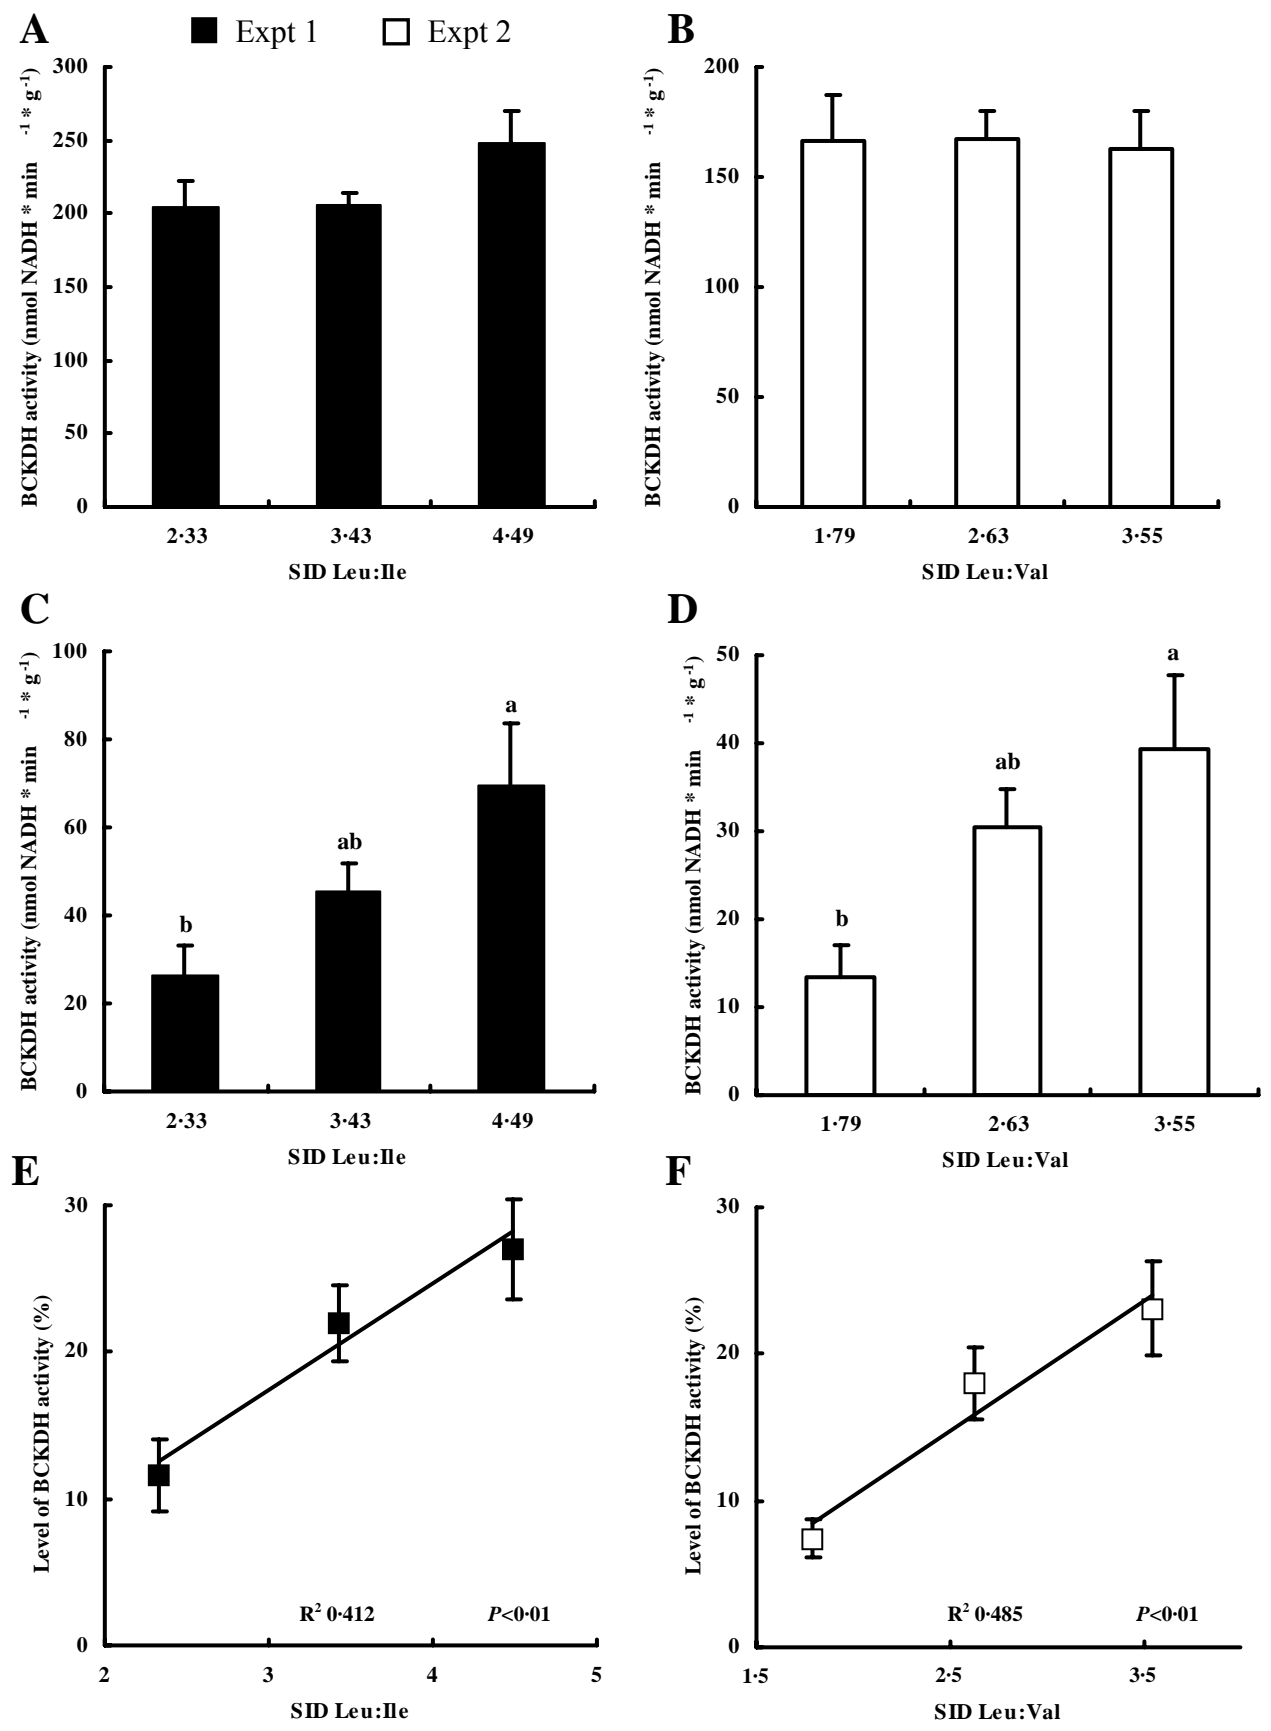 A
Expt 1
Expt 2
BCKDH activity (nmol NADH * min -1 * g-1)
300
250
200
150
100
50
0
2·33
3·43
4·49
SID Leu:Ile
B
BCKDH activity (nmol NADH * min -1 * g-1)
200
150
100
50
0
1·79
2·63
3·55
SID Leu:Val
C
BCKDH activity (nmol NADH * min -1 * g-1)
100
80
60
40
20
0
b
ab
a
2·33
3·43
4·49
SID Leu:Ile
D
BCKDH activity (nmol NADH * min -1 * g-1)
50
40
30
20
10
0
b
ab
a
1·79
2·63
3·55
SID Leu:Val
E
Level of BCKDH activity (%)
30
20
10
0
R2 0·412
P<0·01
2
3
4
5
SID Leu:Ile
F
Level of BCKDH activity (%)
30
20
10
0
R2 0·485
P<0·01
1·5
2·5
3·5
SID Leu:Val